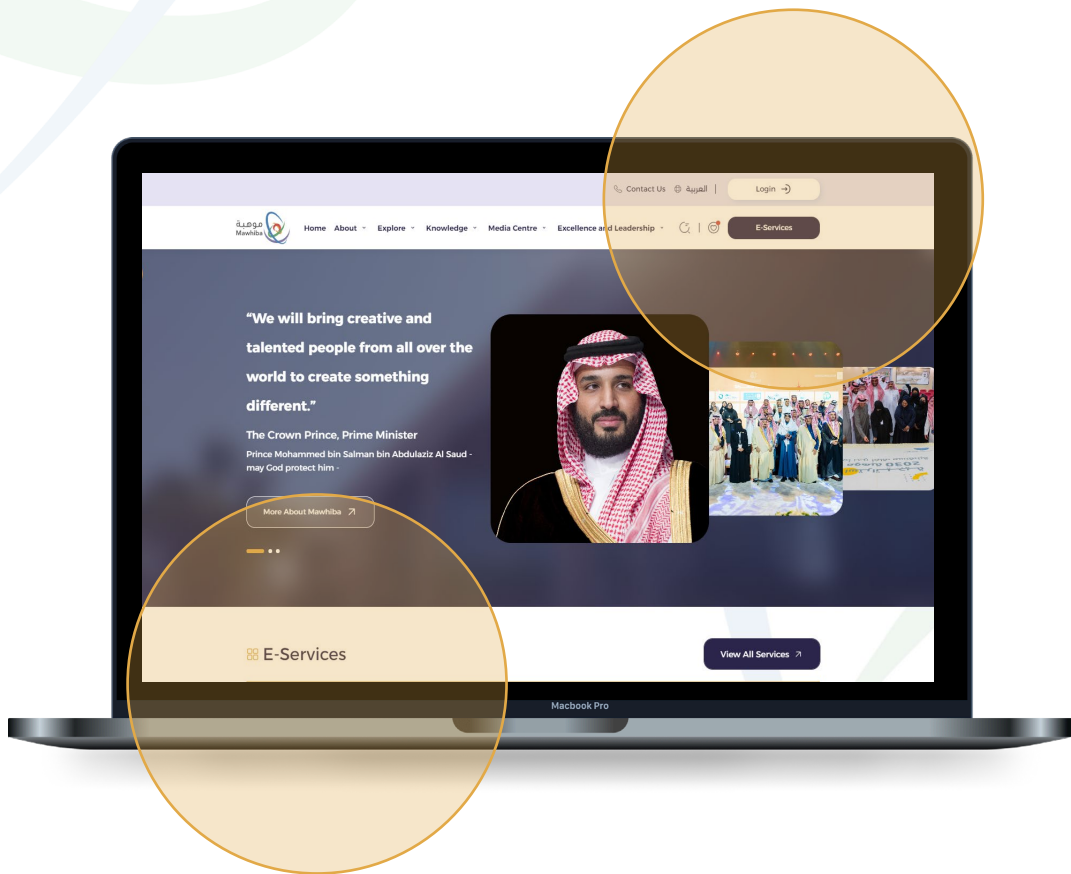 Contact Us
العربية
Login
موهبة
Mawhiba
Home About Explore Knowledge Media Centre Excellence and Leadership
E-Services
“We will bring creative and
talented people from all over the
world to create something
different.”
The Crown Prince, Prime Minister
Prince Mohammed bin Salman bin Abdulaziz Al Saud -
may God protect him -
More About Mawhiba
2030
E-Services
View All Services
Macbook Pro